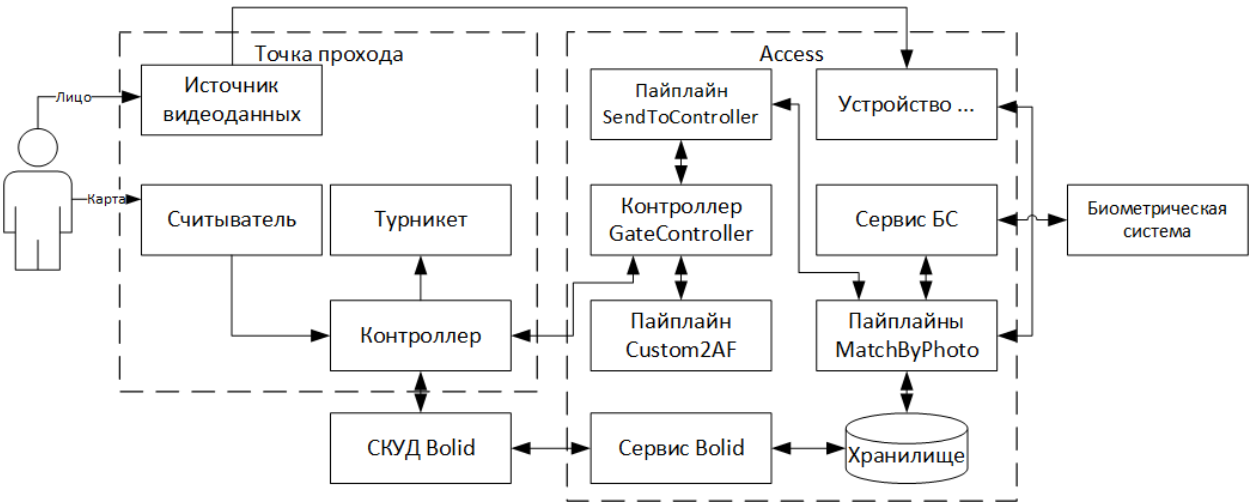 Точка прохода
Access
Источник
видеоданных
Пайплайн
SendToController
Устройство ...
Лицо
Карта
Считыватель
Турникет
Контроллер
GateController
Сервис БС
Биометрическая
система
Контроллер
Пайплайн
Custom2AF
Пайплайны
MatchByPhoto
СКУД Bolid
Сервис Bolid
Хранилище